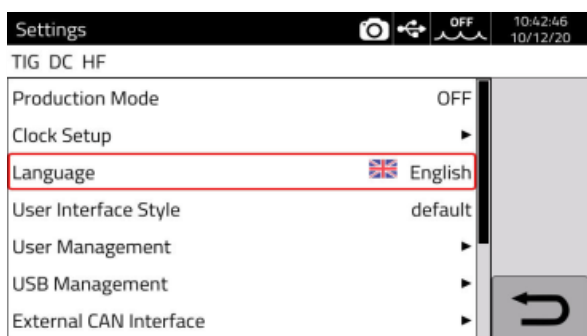 Settings OFF 10:42:46
10/12/20
TIG DC HF
Production Mode OFF
Clock Setup
Language English
User Interface Style default
User Management
USB Management
External CAN Interface